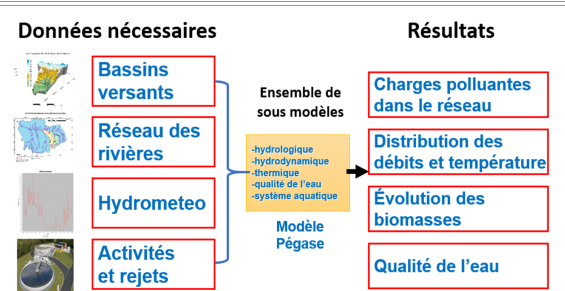 Données nécessaires
Bassins
versants
Réseau des
rivières
Hydrometeo
Activités
et rejets
Ensemble de
sous modèles
-hydrologique
-hydrodynamique
-thermique
-qualité de l'eau
-système aquatique
Modèle
Pégase
Résultats
Charges polluantes
dans le réseau
Distribution des
débits et température
Évolution des
biomasses
Qualité de l'eau